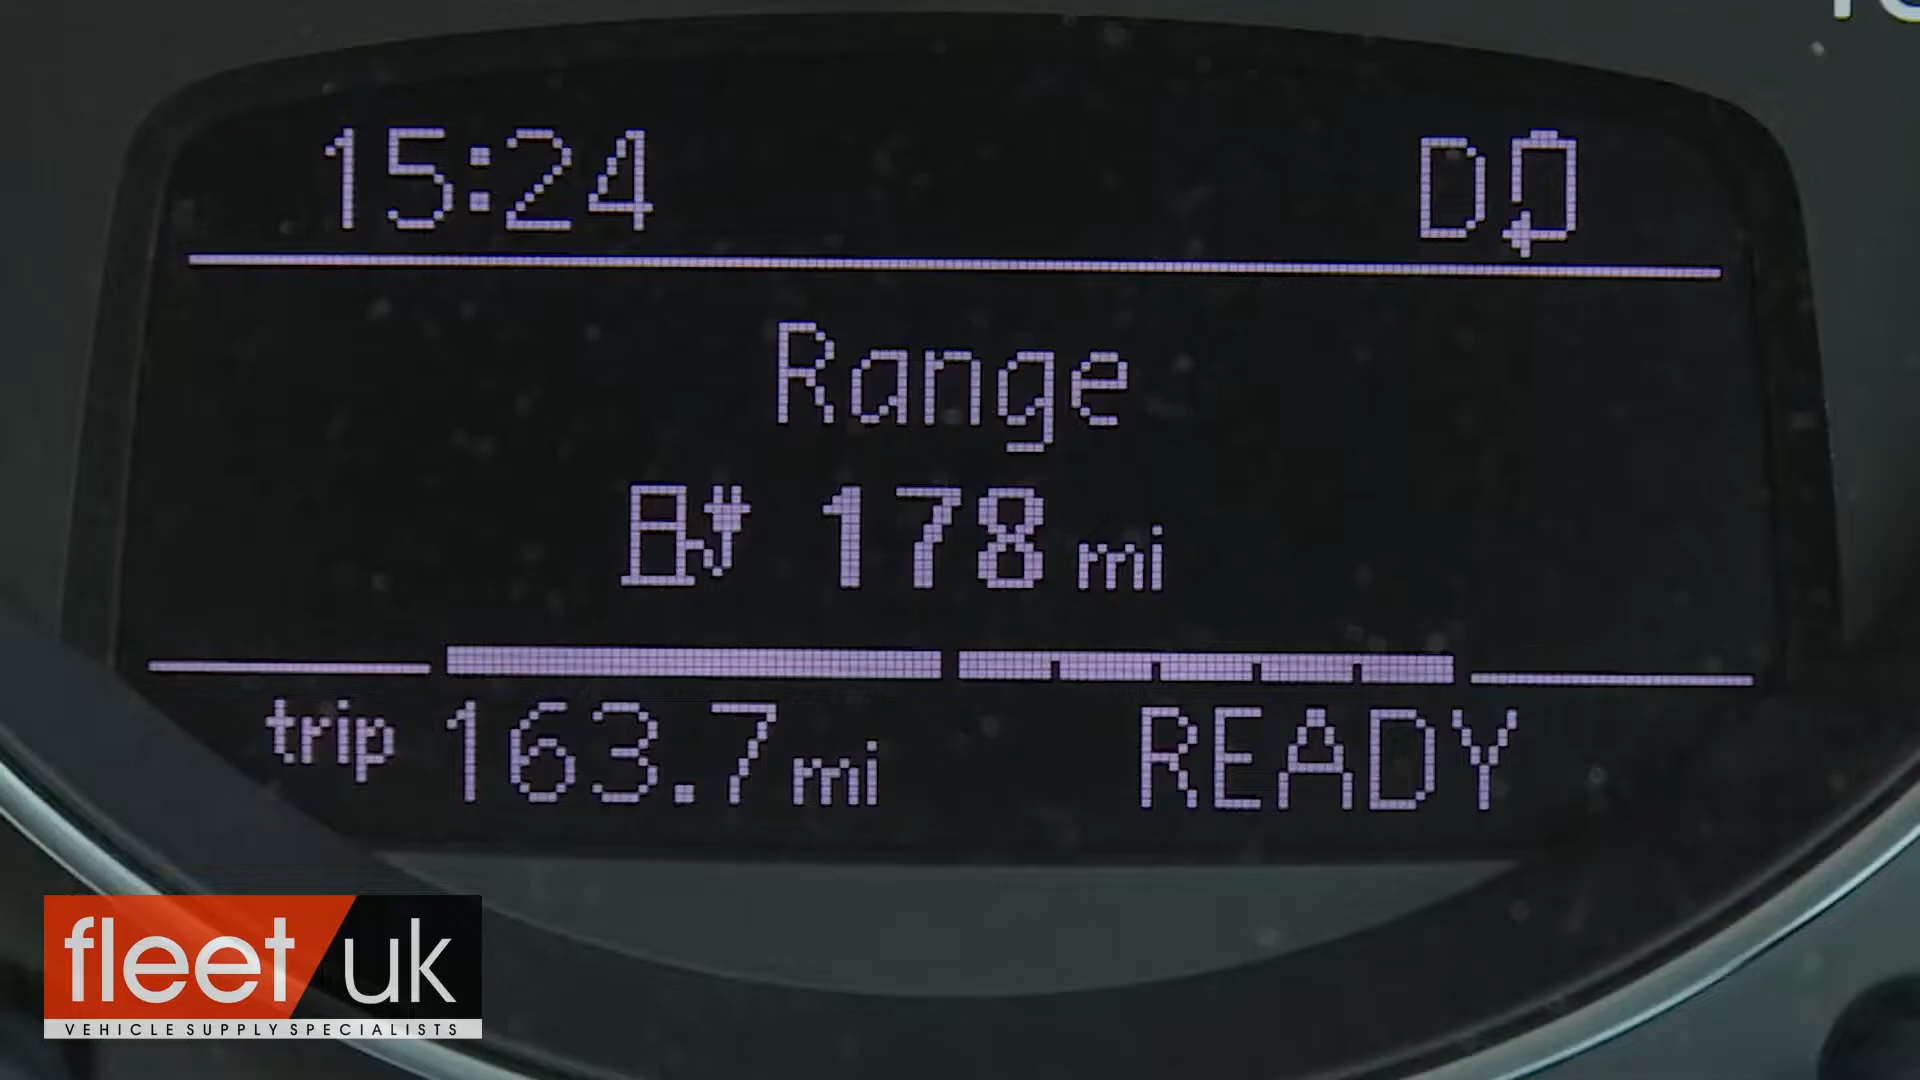 15:24 D
Range
178 mi
trip 163.7 mi READY
fleet uk
VEHICLE SUPPLY SPECIALISTS